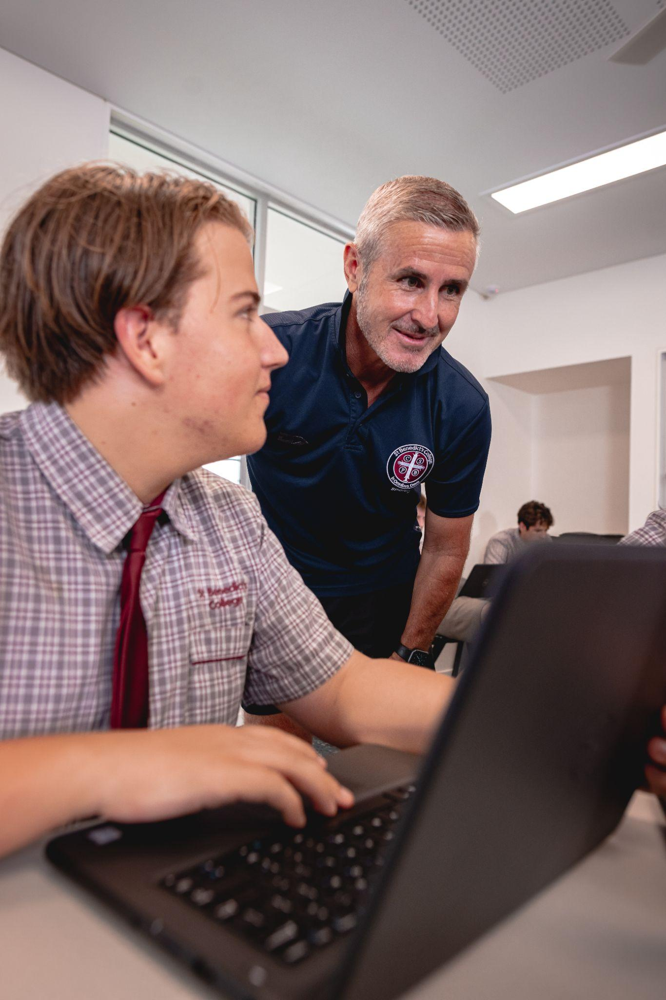 St Benedict's College
C S
P B
In Omnibus Deus
SPORT
St Benedict's
College